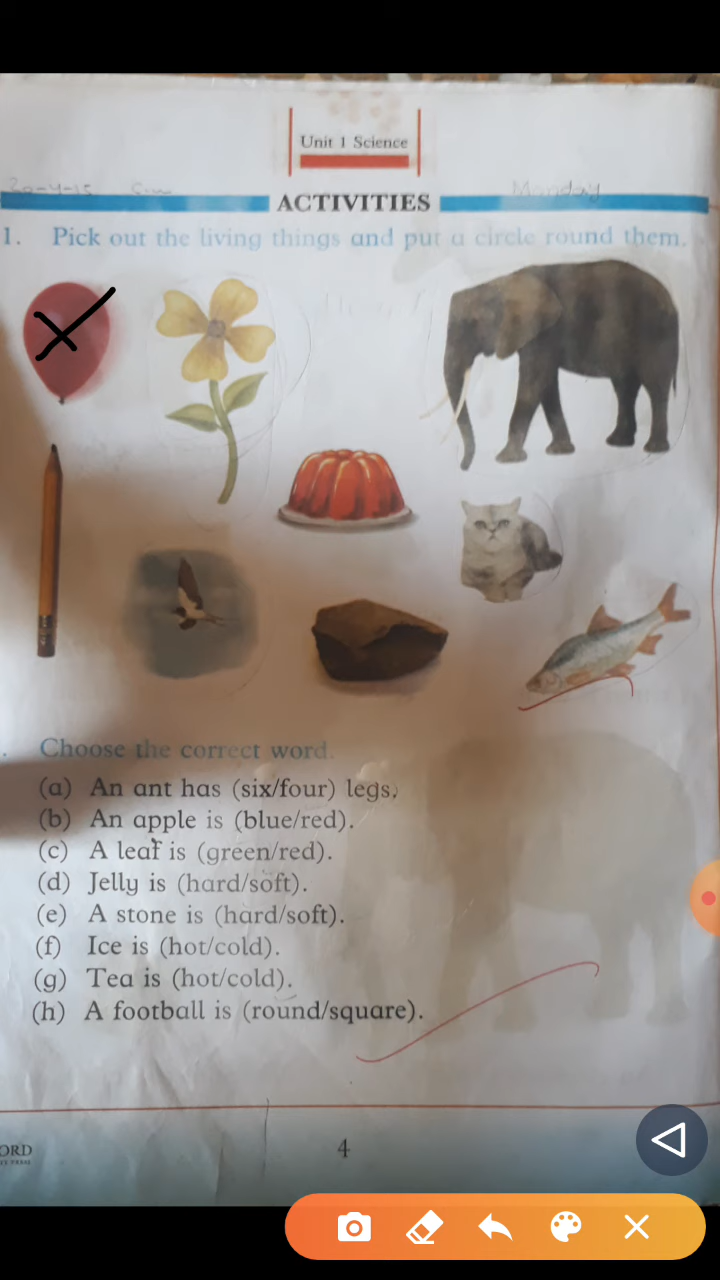 Unit 1 Science
20-4-15
Monday
ACTIVITIES
1. Pick out the living things and put a circle round them.
Choose the correct word.
(a) An ant has (six/four) legs.
(b) An apple is (blue/red).
(c) A leaf is (green/red).
(d) Jelly is (hard/soft).
(e) A stone is (hard/soft).
(f) Ice is (hot/cold).
(g) Tea is (hot/cold).
(h) A football is (round/square).
ORD
4